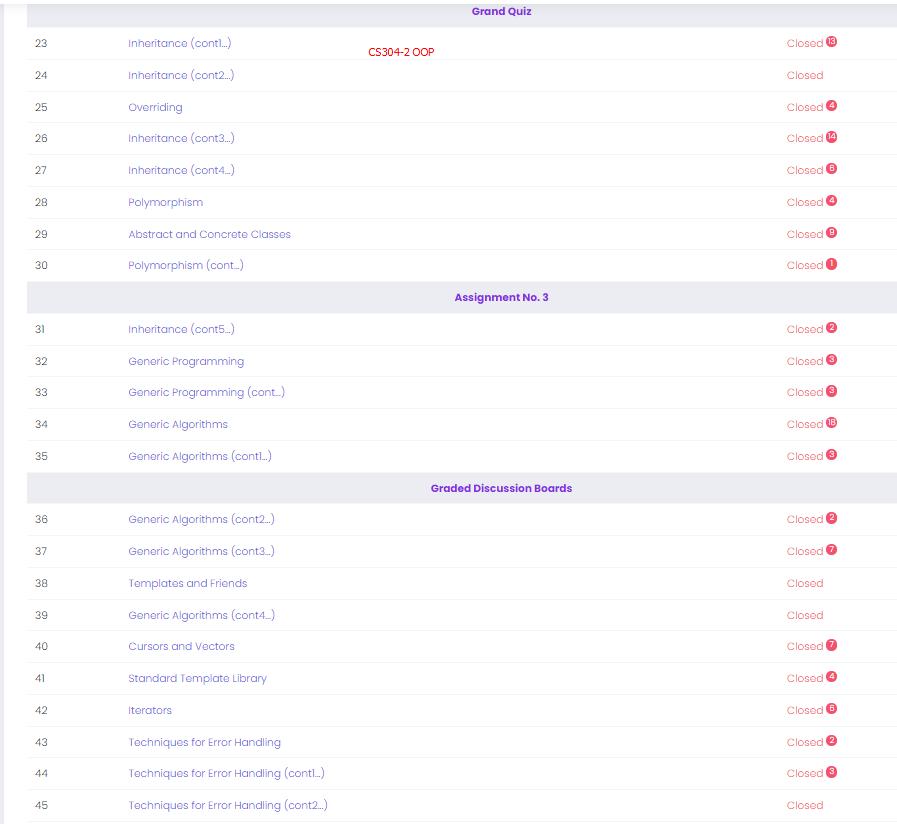 Grand Quiz
23 Inheritance (cont1...) Closed 13
CS304-2 OOP
24 Inheritance (cont2...) Closed
25 Overriding Closed 4
26 Inheritance (cont3...) Closed 14
27 Inheritance (cont4...) Closed 6
28 Polymorphism Closed 4
29 Abstract and Concrete Classes Closed 9
30 Polymorphism (cont...) Closed 1
Assignment No. 3
31 Inheritance (cont5...) Closed 2
32 Generic Programming Closed 3
33 Generic Programming (cont...) Closed 3
34 Generic Algorithms Closed 18
35 Generic Algorithms (cont1...) Closed 3
Graded Discussion Boards
36 Generic Algorithms (cont2...) Closed 2
37 Generic Algorithms (cont3...) Closed 7
38 Templates and Friends Closed
39 Generic Algorithms (cont4...) Closed
40 Cursors and Vectors Closed 7
41 Standard Template Library Closed 4
42 Iterators Closed 6
43 Techniques for Error Handling Closed 2
44 Techniques for Error Handling (cont1...) Closed 3
45 Techniques for Error Handling (cont2...) Closed